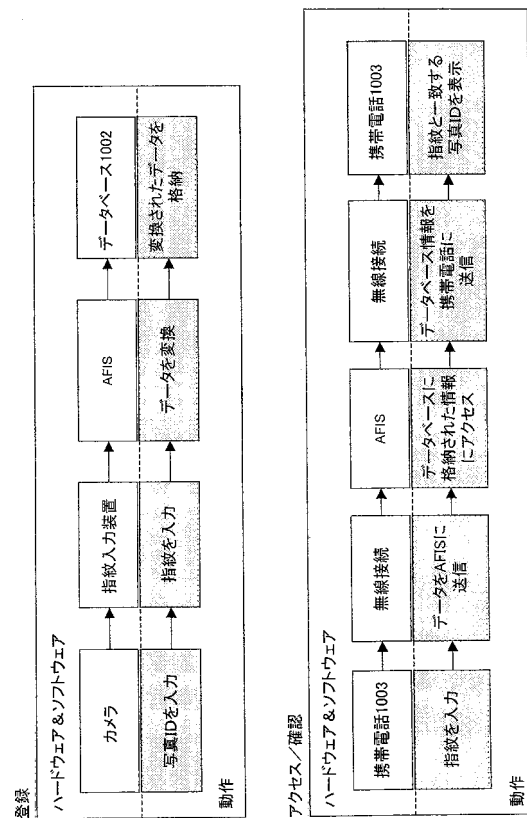 登録
ハードウェア&ソフトウェア
カメラ
指紋入力装置
AFIS
データベース1002
写真IDを入力
指紋を入力
データを変換
変換されたデータを
格納
動作
アクセス/確認
ハードウェア&ソフトウェア
携帯電話1003
無線接続
AFIS
無線接続
携帯電話1003
指紋を入力
データをAFISに
送信
データベースに
格納された情報
にアクセス
データベース情報を
携帯電話に
送信
指紋と一致する
写真IDを表示
動作